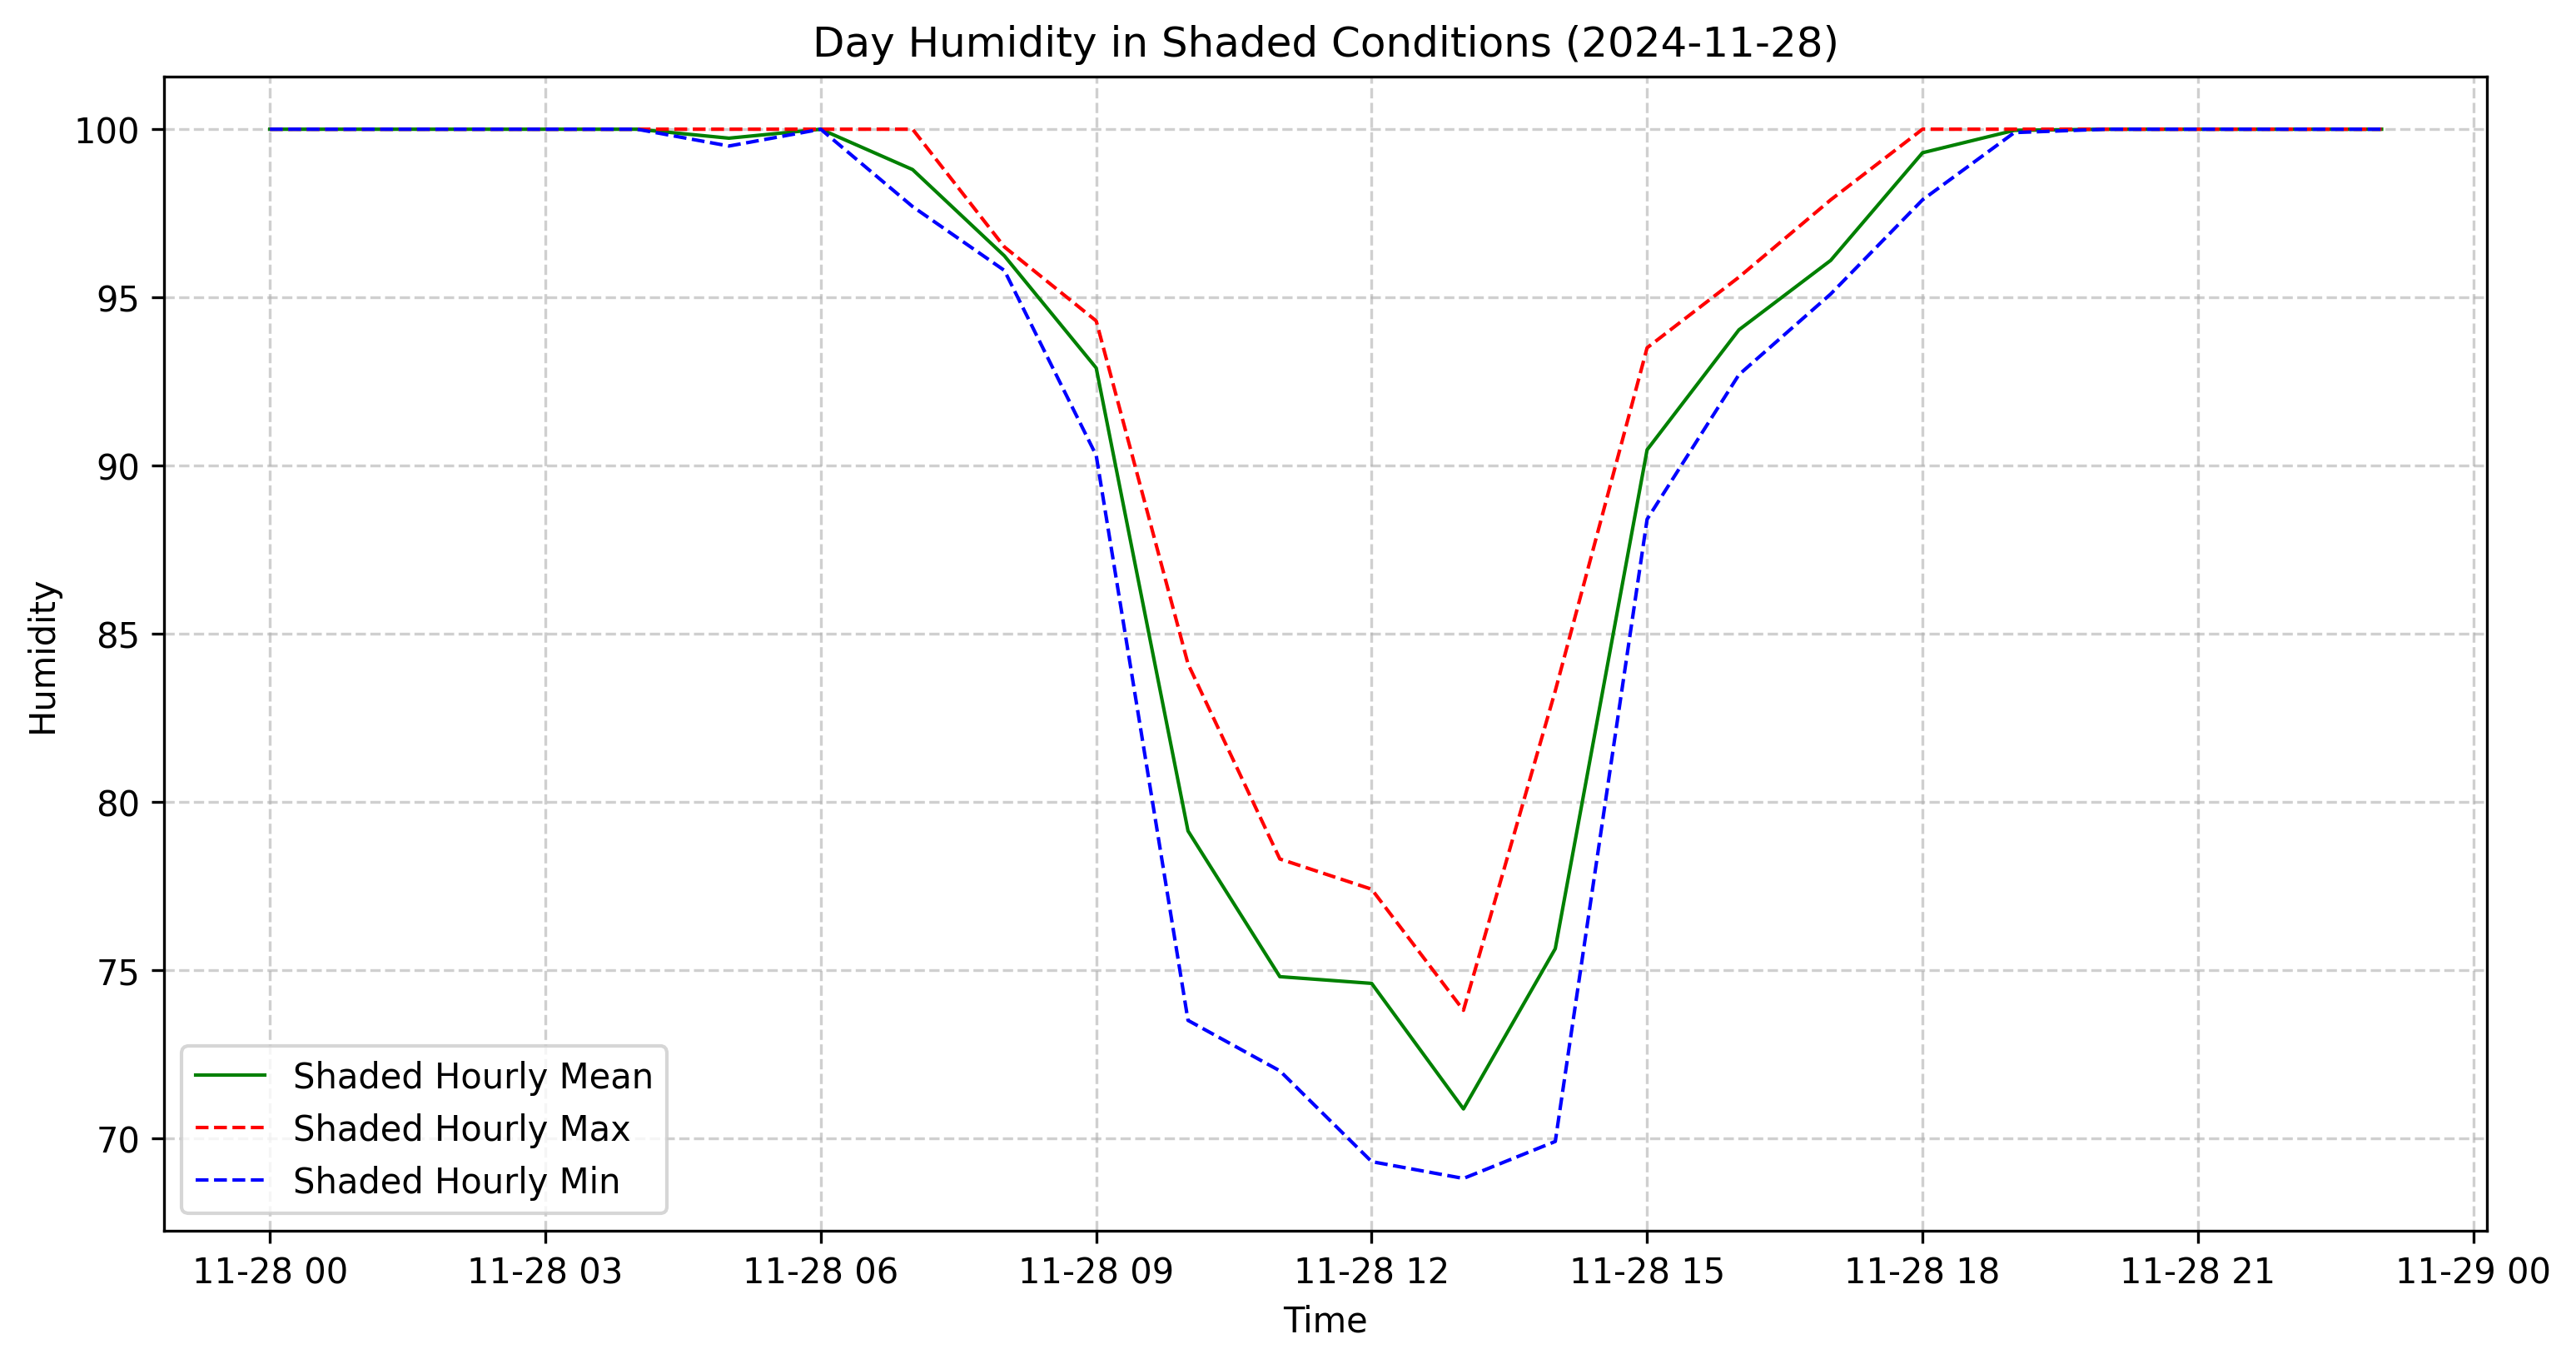 Day Humidity in Shaded Conditions (2024-11-28)
100
95
90
85
80
75
70
Humidity
Shaded Hourly Mean
Shaded Hourly Max
Shaded Hourly Min
11-28 00
11-28 03
11-28 06
11-28 09
11-28 12
11-28 15
11-28 18
11-28 21
11-29 00
Time